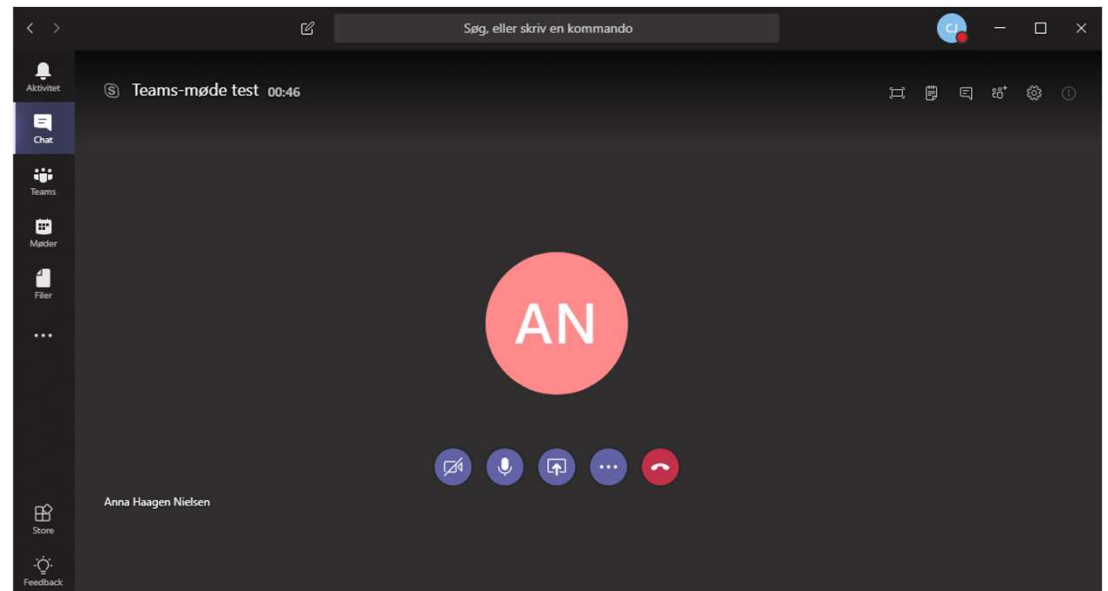 Søg, eller skriv en kommando
CJ
Aktivitet
Teams-møde test 00:46
Chat
Teams
Møder
Filer
AN
Anna Haagen Nielsen
Store
Feedback